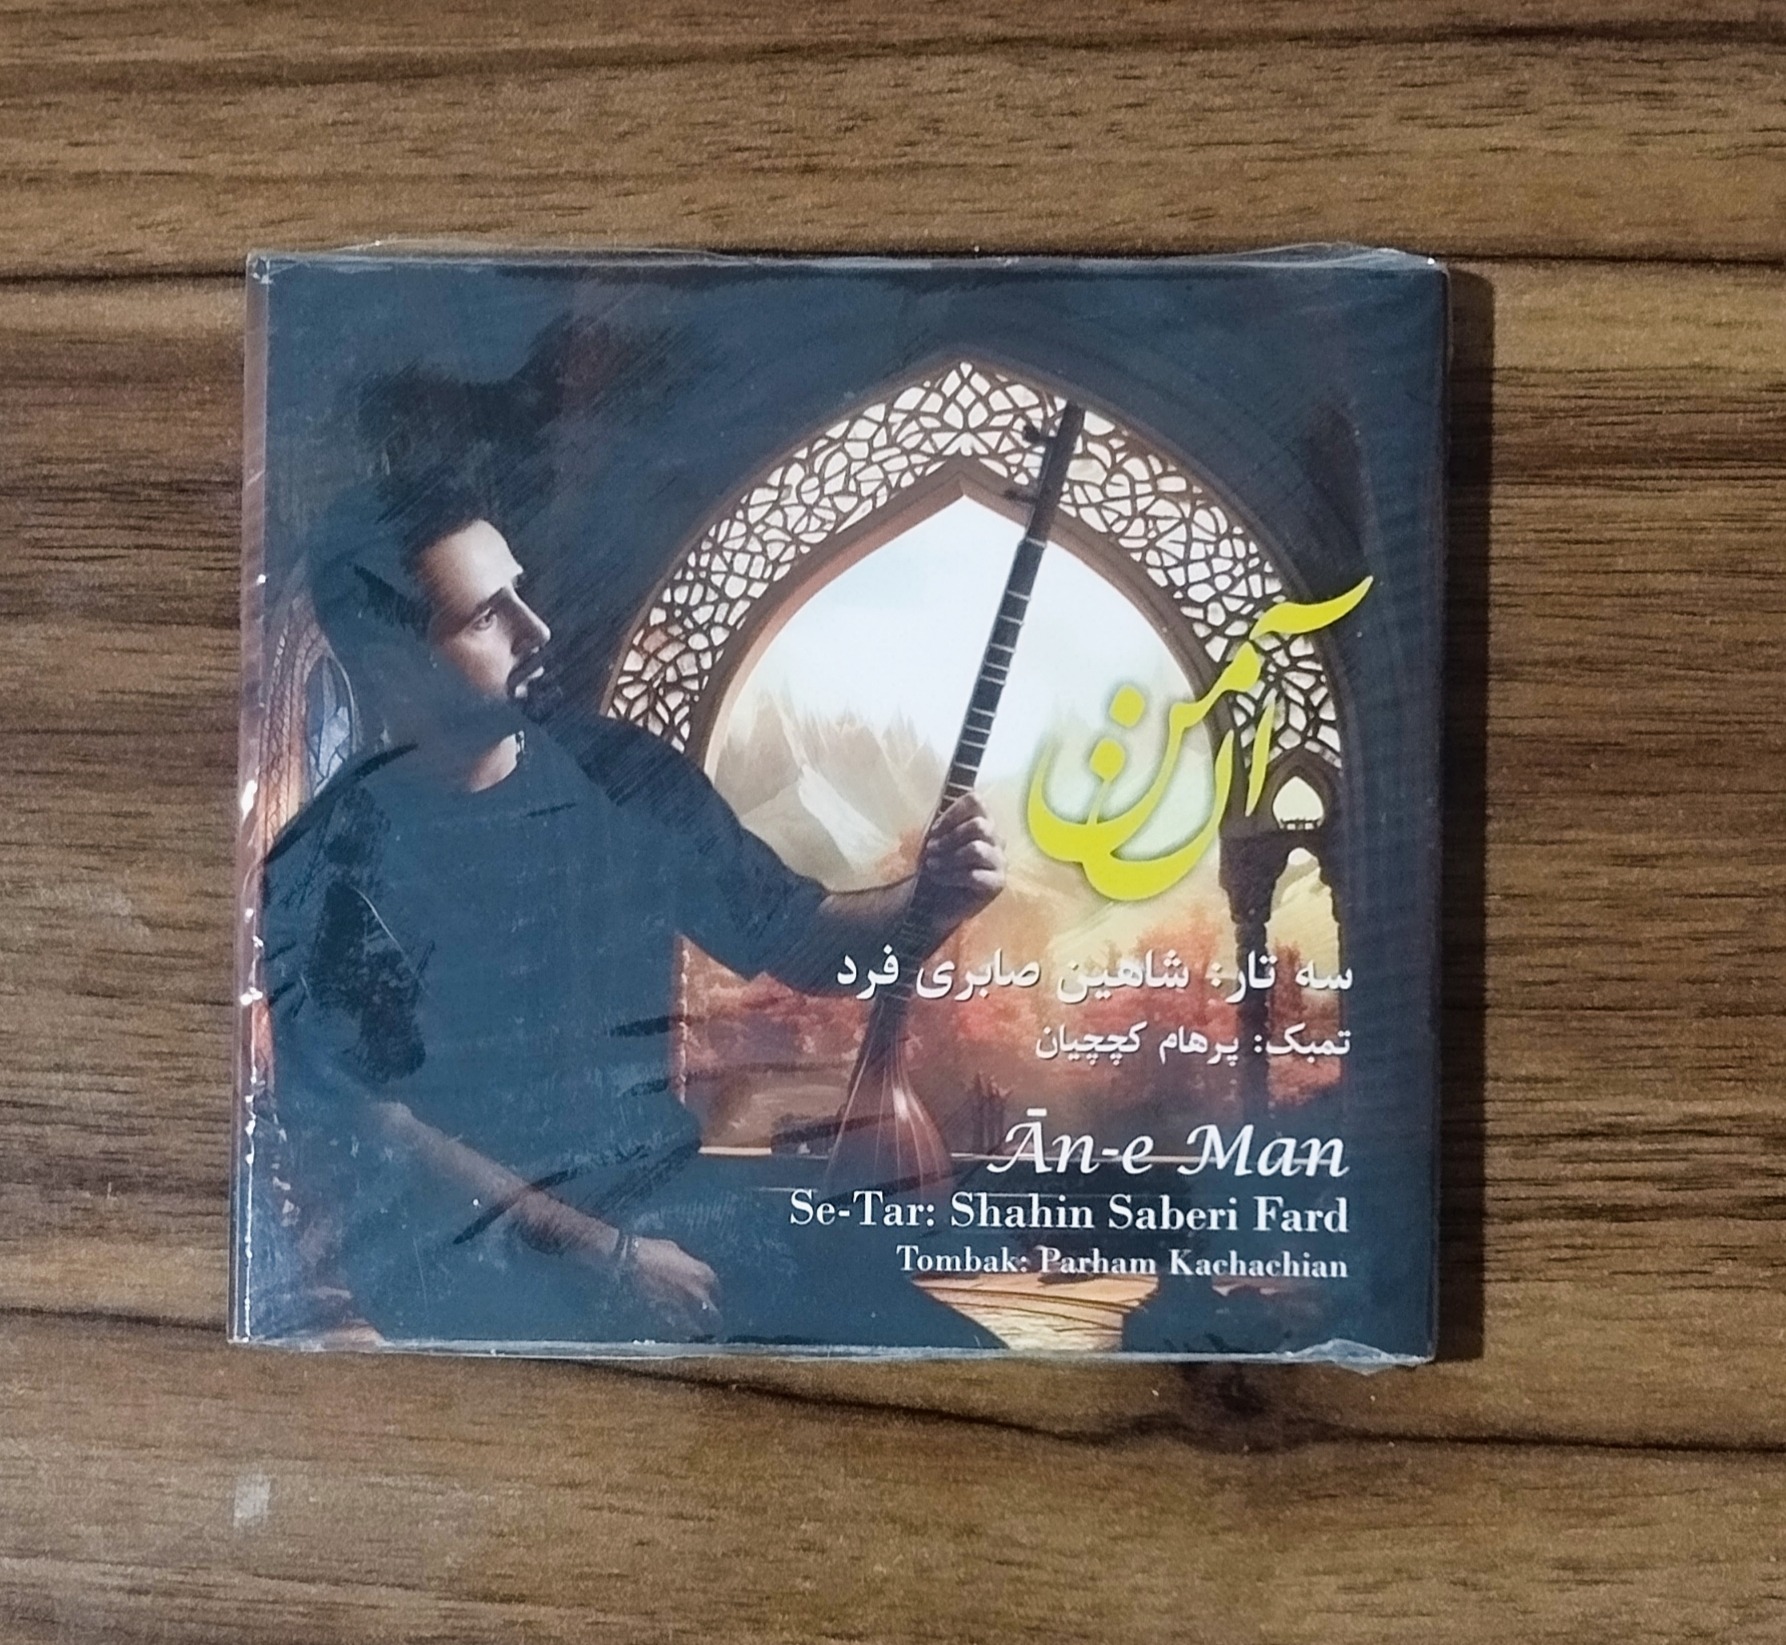 آن من
سه تار: شاهین صابری فرد
تمبک: پرهام کچچیان
Ān-e Man
Se-Tar: Shahin Saberi Fard
Tombak: Parham Kachachian